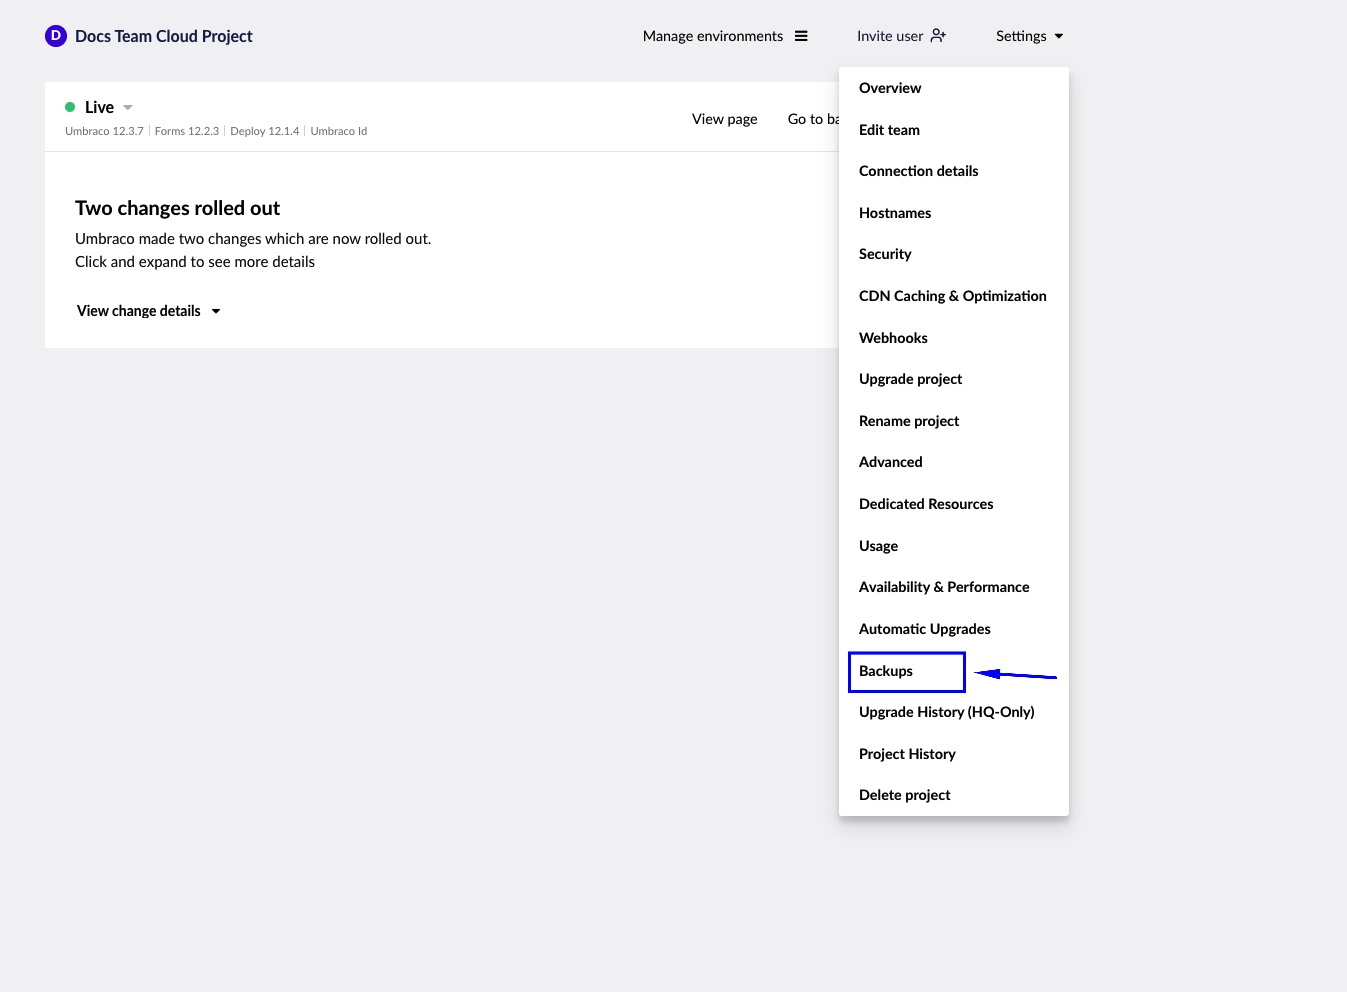 D Docs Team Cloud Project
Manage environments
Invite user
Settings
Live
Umbraco 12.3.7 | Forms 12.2.3 | Deploy 12.1.4 | Umbraco Id
View page
Go to
Two changes rolled out
Umbraco made two changes which are now rolled out.
Click and expand to see more details
View change details
Overview
Edit team
Connection details
Hostnames
Security
CDN Caching & Optimization
Webhooks
Upgrade project
Rename project
Advanced
Dedicated Resources
Usage
Availability & Performance
Automatic Upgrades
Backups
Upgrade History (HQ-Only)
Project History
Delete project